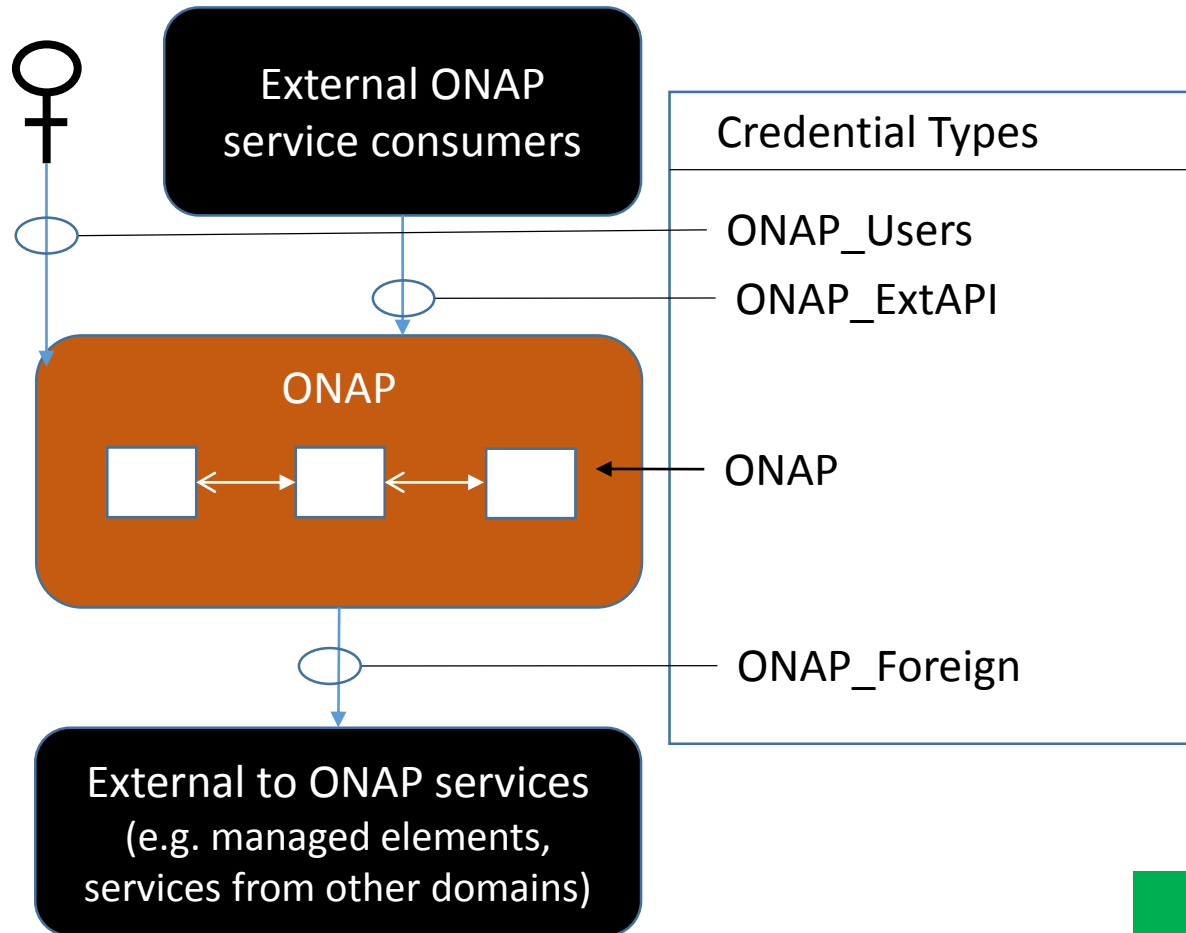 External ONAP
service consumers
Credential Types
ONAP_Users
ONAP_ExtAPI
ONAP
ONAP
ONAP_Foreign
External to ONAP services
(e.g. managed elements,
services from other domains)